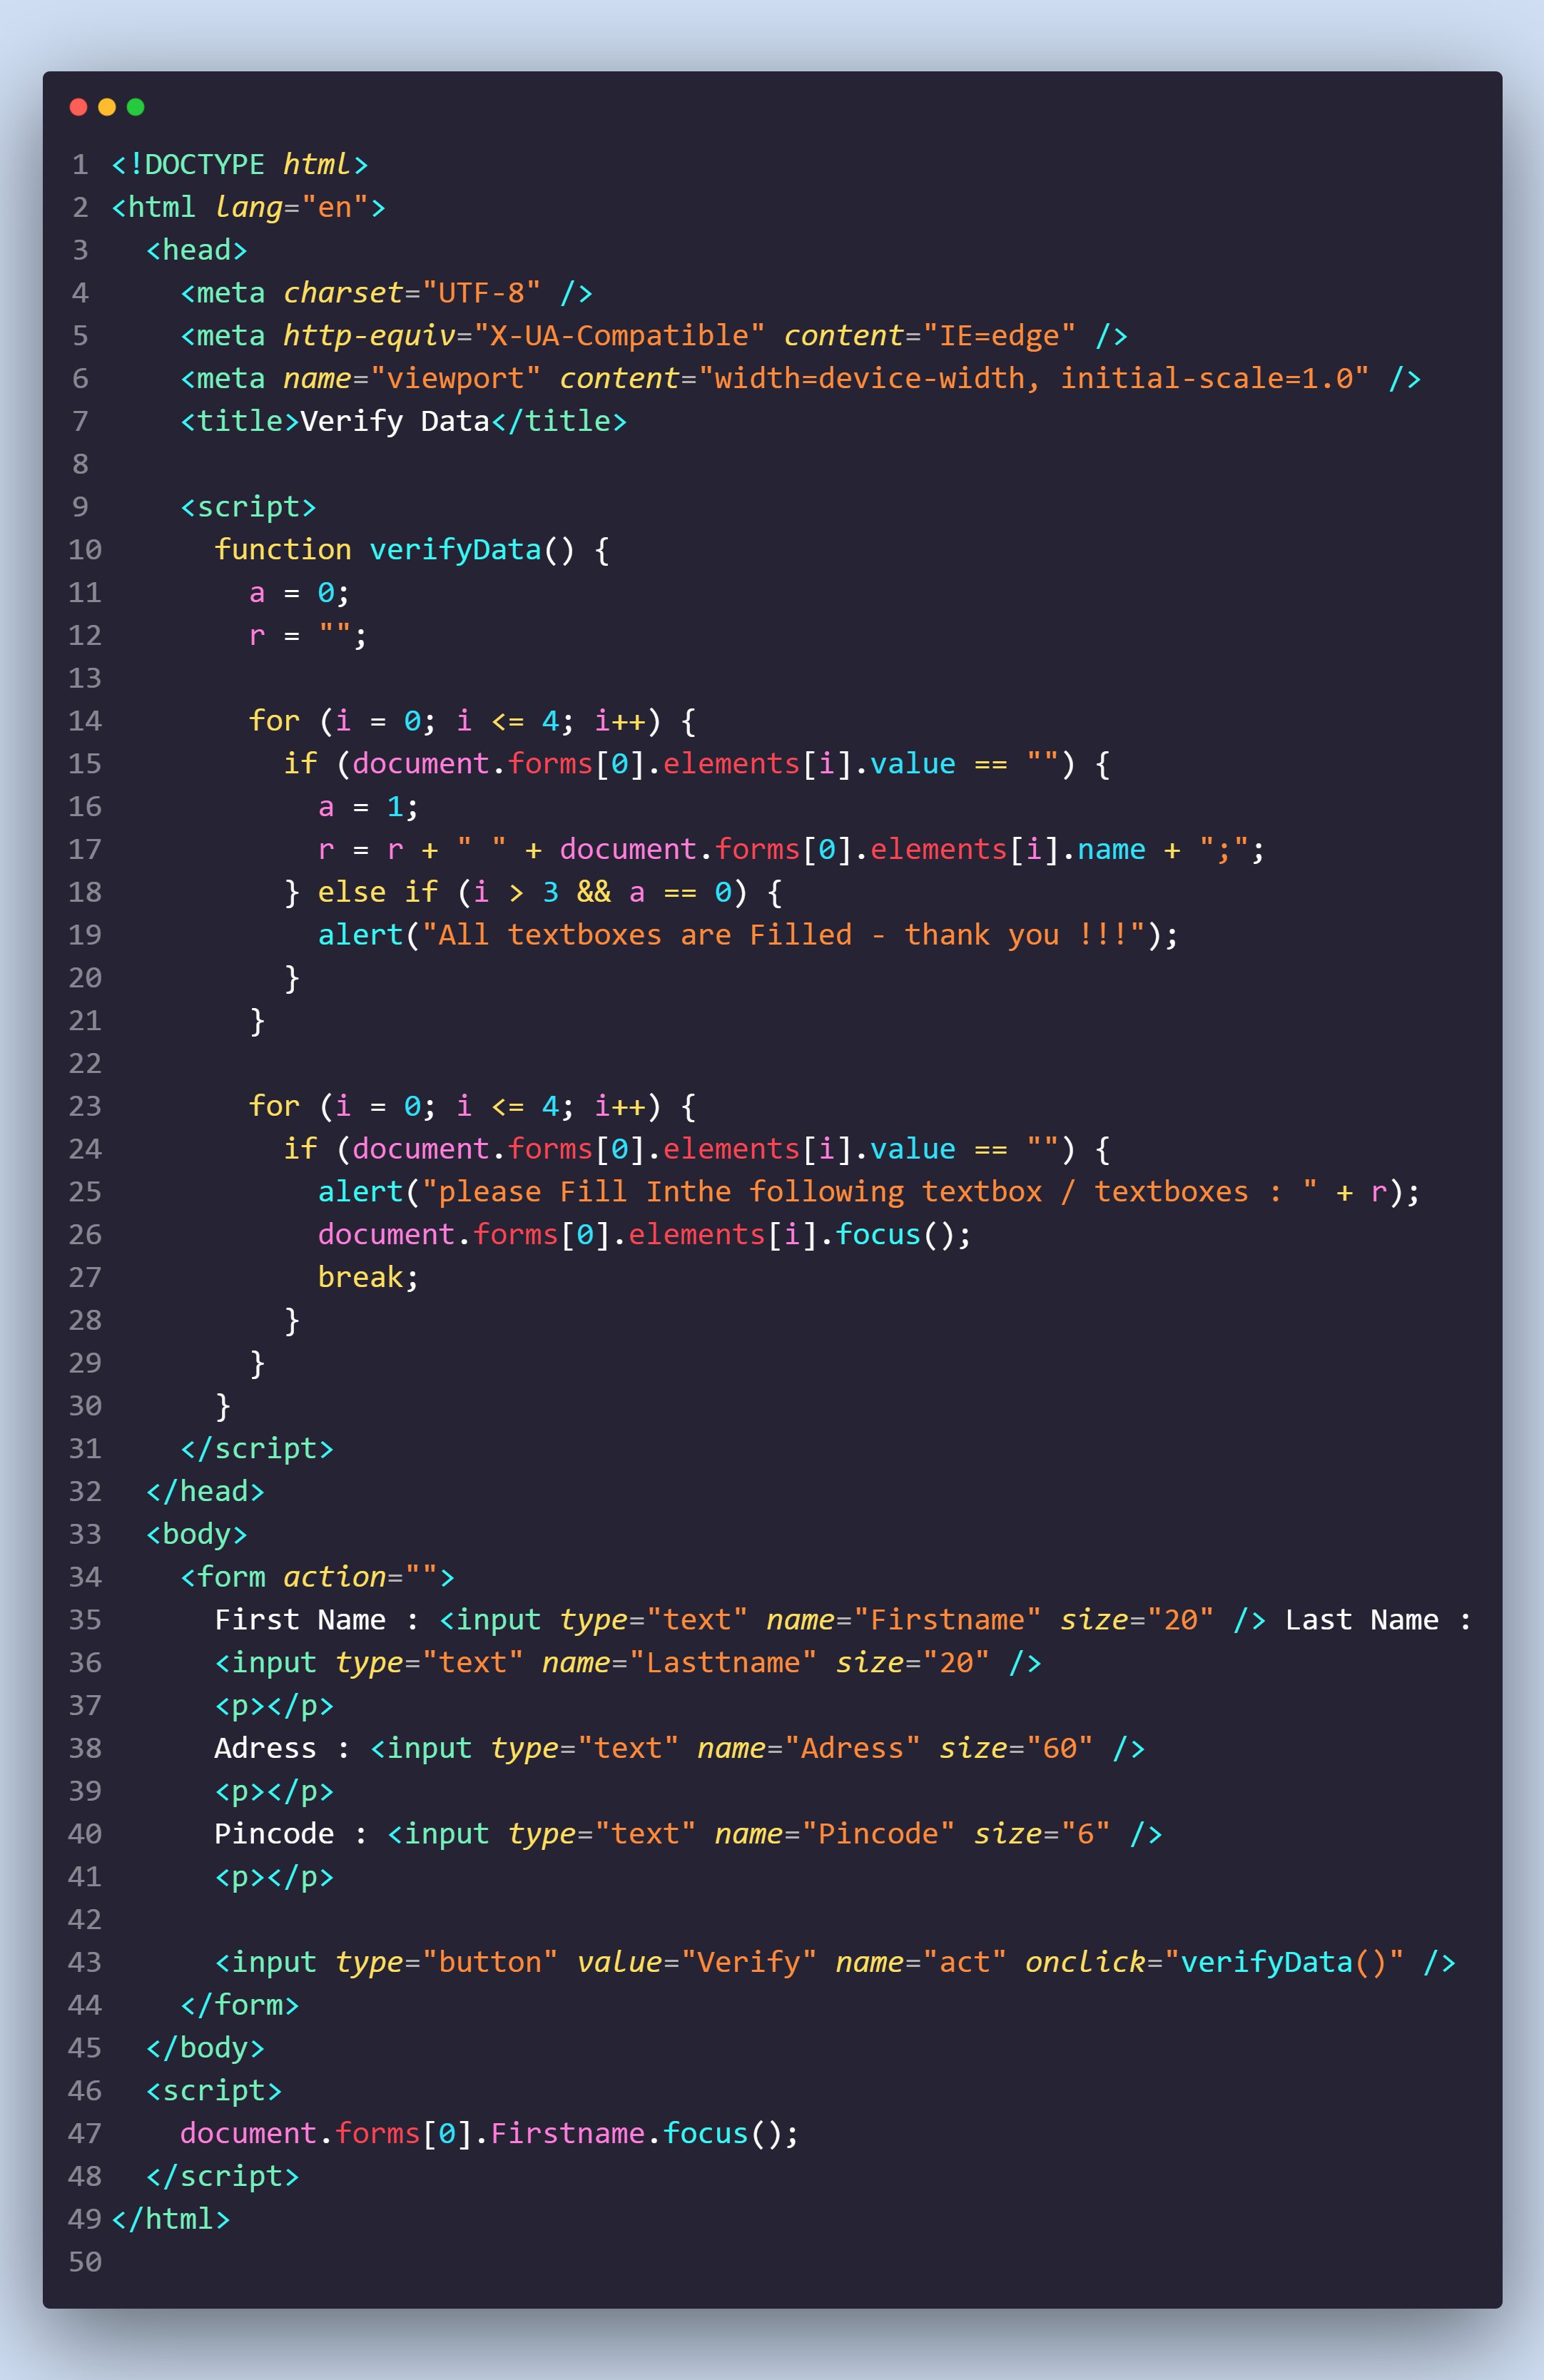 1 <!DOCTYPE html>
2 <html lang="en">
3   <head>
4     <meta charset="UTF-8" />
5     <meta http-equiv="X-UA-Compatible" content="IE=edge" />
6     <meta name="viewport" content="width=device-width, initial-scale=1.0" />
7     <title>Verify Data</title>
8
9     <script>
10       function verifyData() {
11         a = 0;
12         r = "";
13
14         for (i = 0; i <= 4; i++) {
15           if (document.forms[0].elements[i].value == "") {
16             a = 1;
17             r = r + " " + document.forms[0].elements[i].name + ";";
18           } else if (i > 3 && a == 0) {
19             alert("All textboxes are Filled - thank you !!!");
20           }
21         }
22
23         for (i = 0; i <= 4; i++) {
24           if (document.forms[0].elements[i].value == "") {
25             alert("please Fill Inthe following textbox / textboxes : " + r);
26             document.forms[0].elements[i].focus();
27             break;
28           }
29         }
30       }
31     </script>
32   </head>
33   <body>
34     <form action="">
35       First Name : <input type="text" name="Firstname" size="20" /> Last Name :
36       <input type="text" name="Lasttname" size="20" />
37       <p></p>
38       Adress : <input type="text" name="Adress" size="60" />
39       <p></p>
40       Pincode : <input type="text" name="Pincode" size="6" />
41       <p></p>
42
43       <input type="button" value="Verify" name="act" onclick="verifyData()" />
44     </form>
45   </body>
46   <script>
47     document.forms[0].Firstname.focus();
48   </script>
49 </html>
50